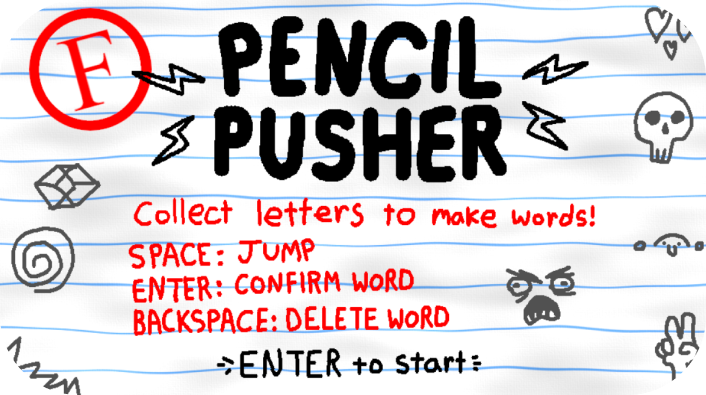 F
PENCIL
PUSHER
Collect letters to make words!
SPACE: JUMP
ENTER: CONFIRM WORD
BACKSPACE: DELETE WORD
ENTER to start